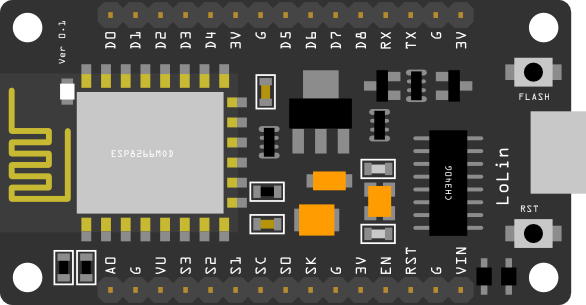 Ver 0.1
D0 D1 D2 D3 D4 3V G D5 D6 D7 D8 RX TX G 3V
FLASH
ESP8266MOD
CH340G
LoLin
RST
A0 G VU S3 S2 S1 SC S0 SK G 3V EN RST G VIN